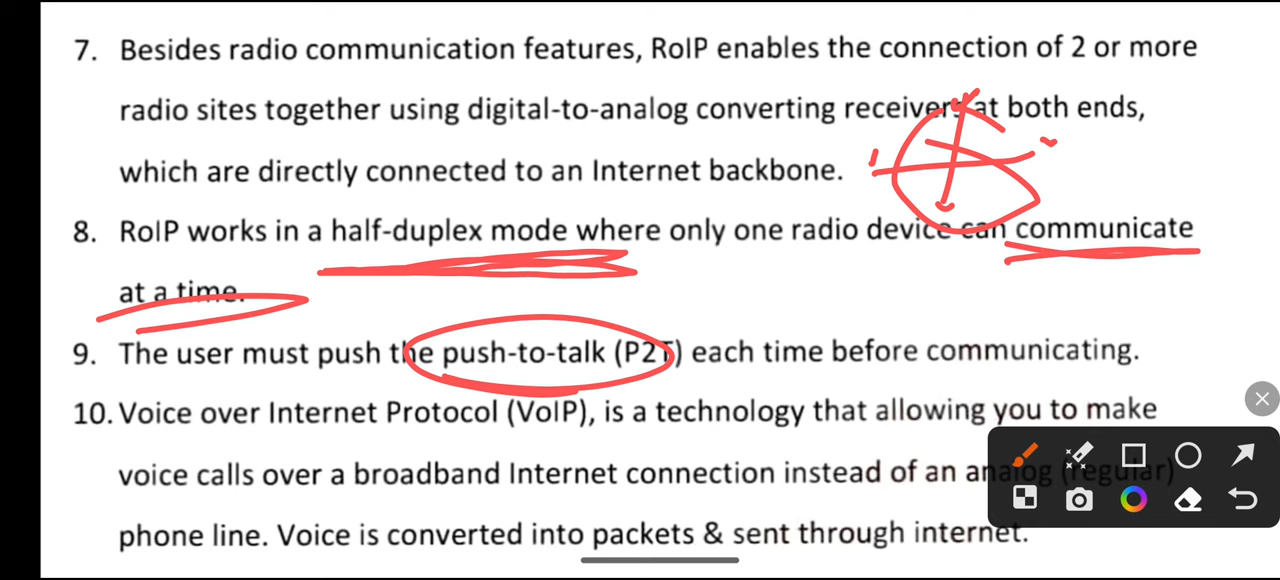 7. Besides radio communication features, RoIP enables the connection of 2 or more
radio sites together using digital-to-analog converting receivers at both ends,
which are directly connected to an Internet backbone.
8. RoIP works in a half-duplex mode where only one radio device can communicate
at a time.
9. The user must push the push-to-talk (P2T) each time before communicating.
10. Voice over Internet Protocol (VoIP), is a technology that allowing you to make
voice calls over a broadband Internet connection instead of an analog (regular)
phone line. Voice is converted into packets & sent through internet.